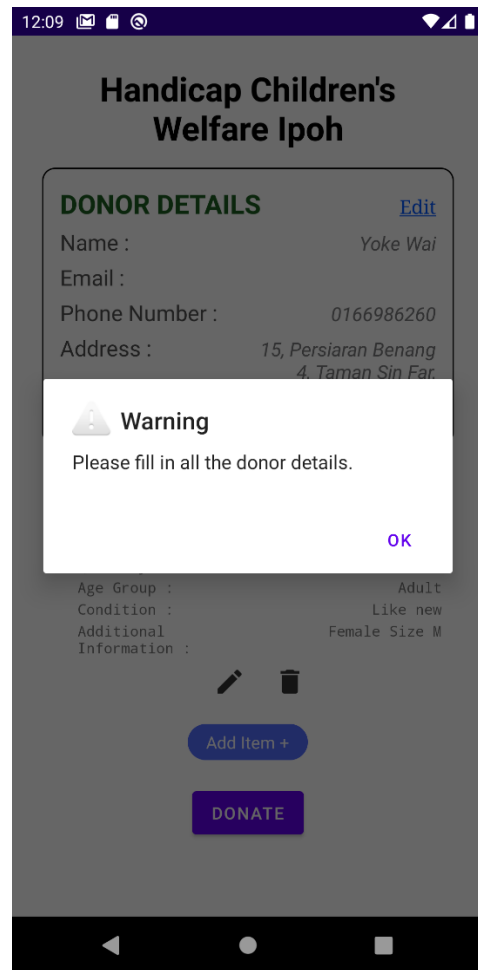 12:09
Handicap Children's
Welfare Ipoh
DONOR DETAILS Edit
Name : Yoke Wai
Email :
Phone Number : 0166986260
Address : 15, Persiaran Benang
4, Taman Sin Far,
Warning
Please fill in all the donor details.
OK
Age Group : Adult
Condition : Like new
Additional Female Size M
Information :
Add Item +
DONATE